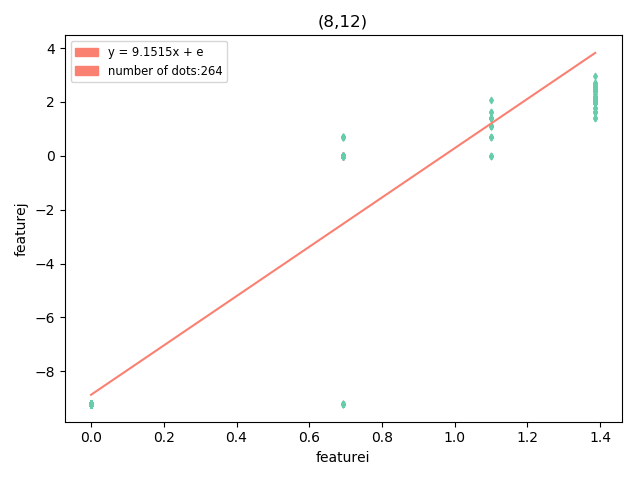 (8,12)
y = 9.1515x + e
number of dots:264
4
2
0
−2
−4
−6
−8
featurej
0.0 0.2 0.4 0.6 0.8 1.0 1.2 1.4
featurei